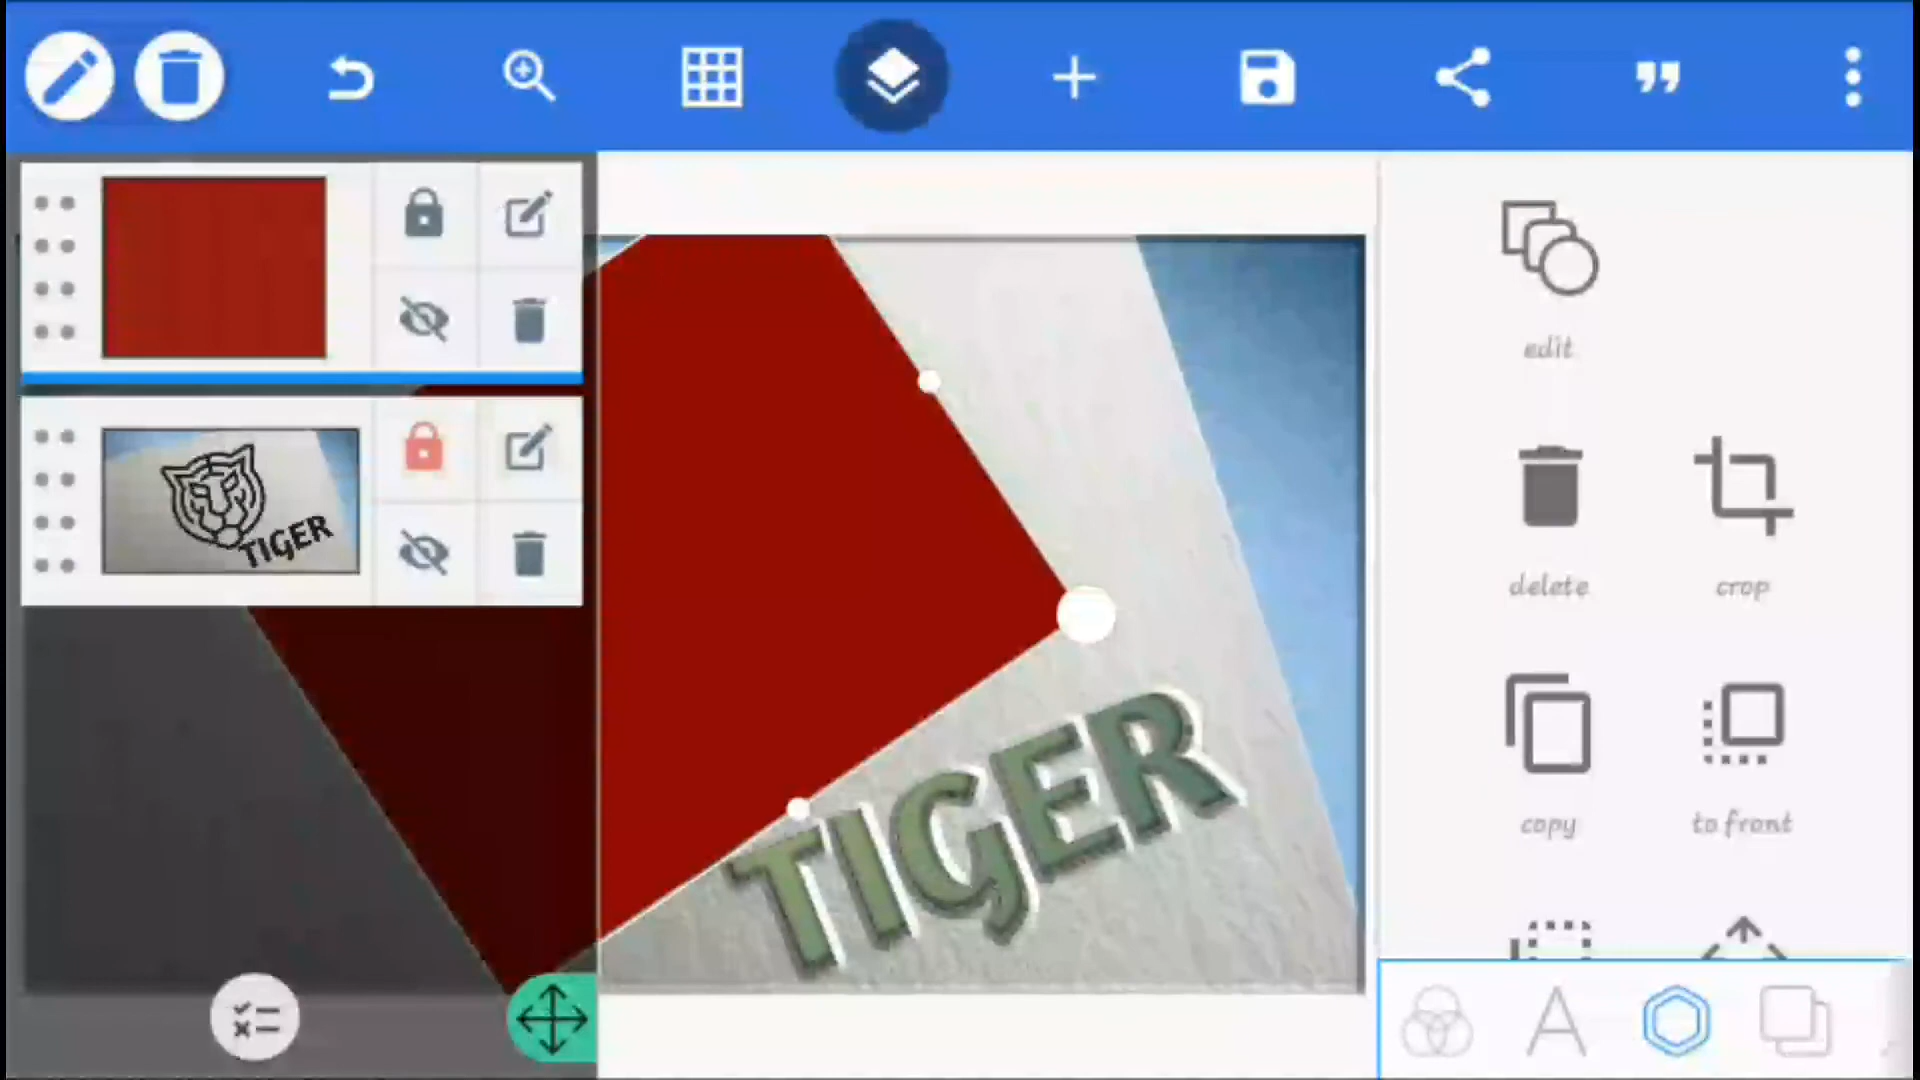 edit
TIGER
delete
crop
TIGER
copy
to front